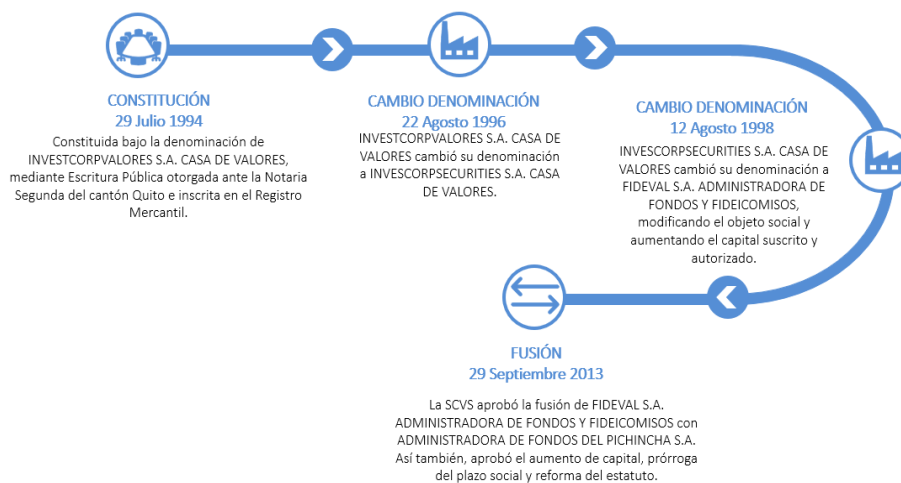 CONSTITUCIÓN
29 Julio 1994
Constituida bajo la denominación de
INVESTCORPVALORES S.A. CASA DE VALORES,
mediante Escritura Pública otorgada ante la Notaria
Segunda del cantón Quito e inscrita en el Registro
Mercantil.
CAMBIO DENOMINACIÓN
22 Agosto 1996
INVESTCORPVALORES S.A. CASA DE
VALORES cambió su denominación
a INVESCORPSECURITIES S.A. CASA
DE VALORES.
CAMBIO DENOMINACIÓN
12 Agosto 1998
INVESCORPSECURITIES S.A. CASA DE
VALORES cambió su denominación a
FIDEVAL S.A. ADMINISTRADORA DE
FONDOS Y FIDEICOMISOS,
modificando el objeto social y
aumentando el capital suscrito y
autorizado.
FUSIÓN
29 Septiembre 2013
La SCVS aprobó la fusión de FIDEVAL S.A.
ADMINISTRADORA DE FONDOS Y FIDEICOMISOS con
ADMINISTRADORA DE FONDOS DEL PICHINCHA S.A.
Así también, aprobó el aumento de capital, prórroga
del plazo social y reforma del estatuto.